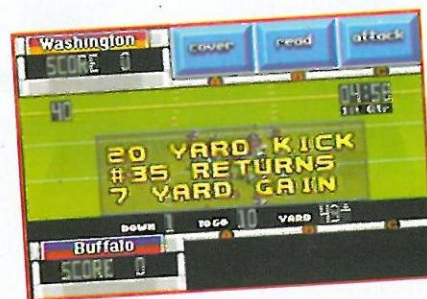 Washington
SCORE 0
cover
read
attack
A
B
C
40
04:58
1st Qtr
20 YARD KICK
#35 RETURNS
7 YARD GAIN
DOWN 1 TO GO 10 YARD
A
B
C
Buffalo
SCORE 0